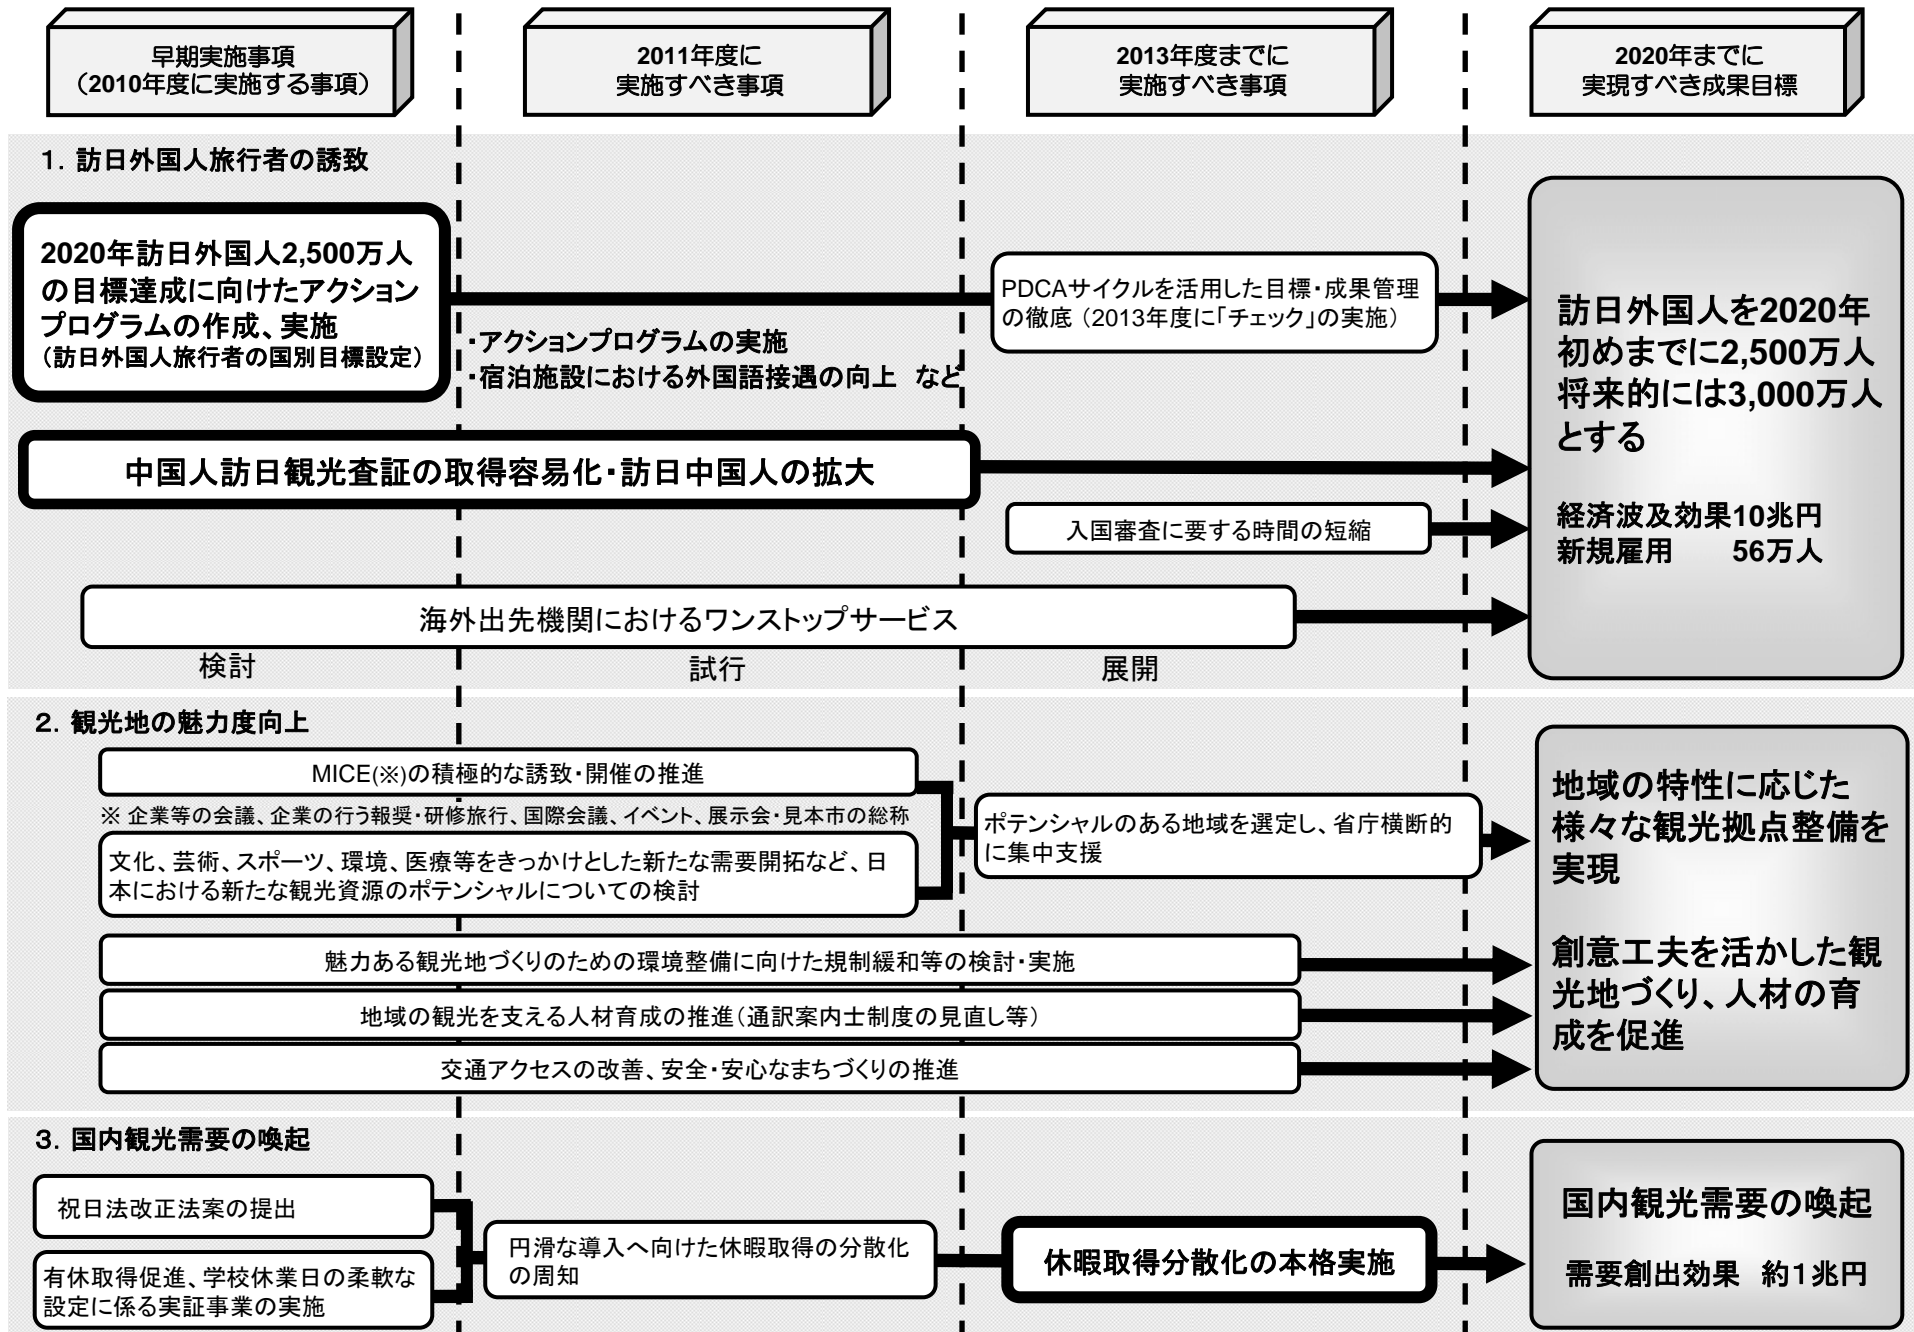 早期実施事項
（2010年度に実施する事項）
2011年度に
実施すべき事項
2013年度までに
実施すべき事項
2020年までに
実現すべき成果目標
1．訪日外国人旅行者の誘致
2020年訪日外国人2,500万人
の目標達成に向けたアクション
プログラムの作成、実施
（訪日外国人旅行者の国別目標設定）
・アクションプログラムの実施
・宿泊施設における外国語接遇の向上　など
PDCAサイクルを活用した目標・成果管理
の徹底（2013年度に「チェック」の実施）
中国人訪日観光査証の取得容易化・訪日中国人の拡大
入国審査に要する時間の短縮
海外出先機関におけるワンストップサービス
検討
試行
展開
訪日外国人を2020年
初めまでに2,500万人
将来的には3,000万人
とする
経済波及効果10兆円
新規雇用　　56万人
2．観光地の魅力度向上
MICE(※)の積極的な誘致・開催の推進
※ 企業等の会議、企業の行う報奨・研修旅行、国際会議、イベント、展示会・見本市の総称
文化、芸術、スポーツ、環境、医療等をきっかけとした新たな需要開拓など、日
本における新たな観光資源のポテンシャルについての検討
ポテンシャルのある地域を選定し、省庁横断的
に集中支援
魅力ある観光地づくりのための環境整備に向けた規制緩和等の検討・実施
地域の観光を支える人材育成の推進（通訳案内士制度の見直し等）
交通アクセスの改善、安全・安心なまちづくりの推進
地域の特性に応じた
様々な観光拠点整備を
実現
創意工夫を活かした観
光地づくり、人材の育
成を促進
3．国内観光需要の喚起
祝日法改正法案の提出
有休取得促進、学校休業日の柔軟な
設定に係る実証事業の実施
円滑な導入へ向けた休暇取得の分散化
の周知
休暇取得分散化の本格実施
国内観光需要の喚起
需要創出効果　約１兆円